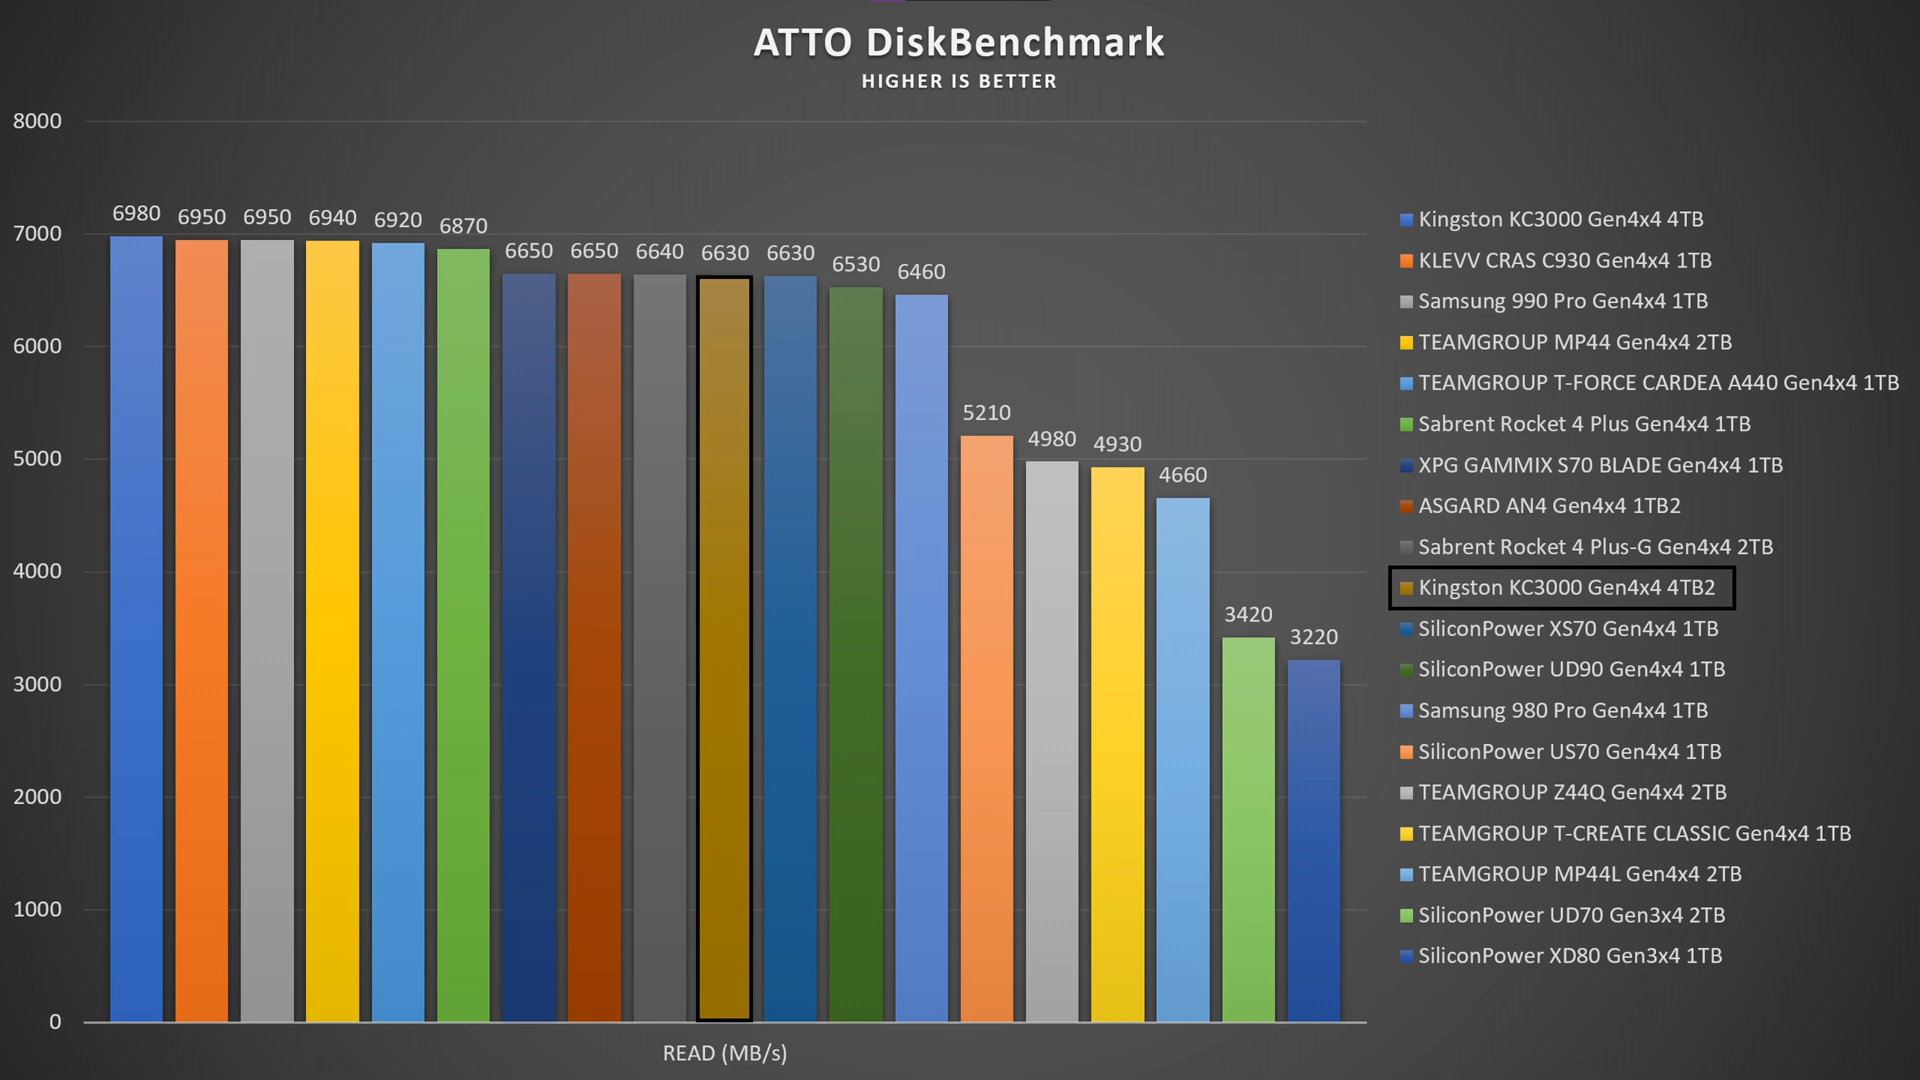 ATTO DiskBenchmark
HIGHER IS BETTER
8000
7000
6000
5000
4000
3000
2000
1000
0
6980
6950
6950
6940
6920
6870
6650
6650
6640
6630
6630
6530
6460
5210
4980
4930
4660
3420
3220
READ (MB/s)
Kingston KC3000 Gen4x4 4TB
KLEVV CRAS C930 Gen4x4 1TB
Samsung 990 Pro Gen4x4 1TB
TEAMGROUP MP44 Gen4x4 2TB
TEAMGROUP T-FORCE CARDEA A440 Gen4x4 1TB
Sabrent Rocket 4 Plus Gen4x4 1TB
XPG GAMMIX S70 BLADE Gen4x4 1TB
ASGARD AN4 Gen4x4 1TB2
Sabrent Rocket 4 Plus-G Gen4x4 2TB
Kingston KC3000 Gen4x4 4TB2
SiliconPower XS70 Gen4x4 1TB
SiliconPower UD90 Gen4x4 1TB
Samsung 980 Pro Gen4x4 1TB
SiliconPower US70 Gen4x4 1TB
TEAMGROUP Z44Q Gen4x4 2TB
TEAMGROUP T-CREATE CLASSIC Gen4x4 1TB
TEAMGROUP MP44L Gen4x4 2TB
SiliconPower UD70 Gen3x4 2TB
SiliconPower XD80 Gen3x4 1TB